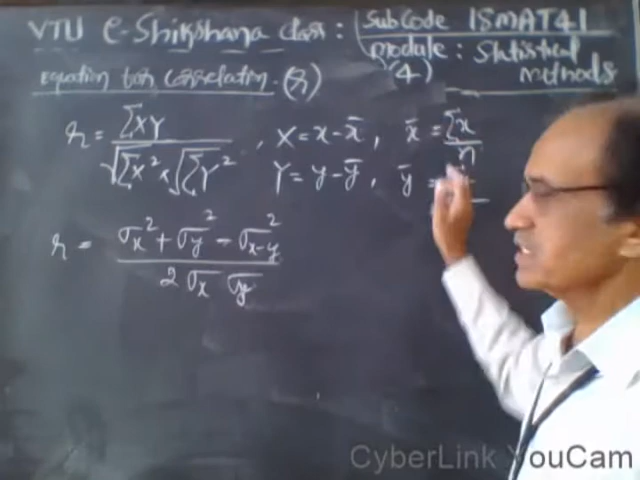 VTU e-Shikshana class : Sub Code 18MAT41
Module : Statistical
(4) methods
Equation for Correlation - (r)
r = ΣXY / √ΣX² × √ΣY² , X = x - x̄ , x̄ = Σx / n
Y = y - ȳ , ȳ =
r = σx² + σy² - σx-y² / 2 σx σy
CyberLink YouCam